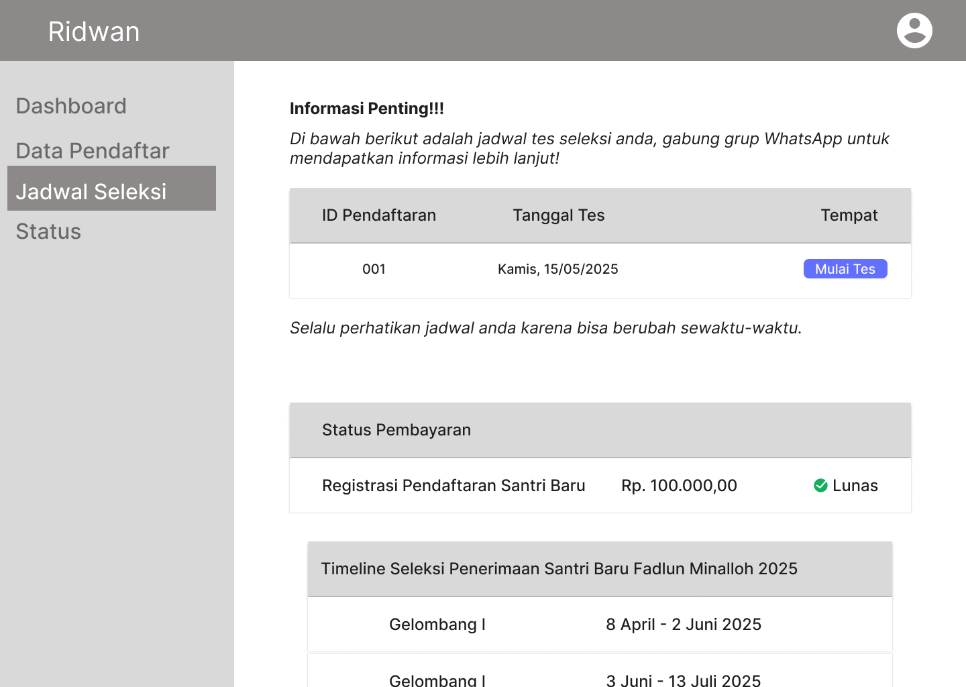 Ridwan
Dashboard
Data Pendaftar
Jadwal Seleksi
Status
Informasi Penting!!!
Di bawah berikut adalah jadwal tes seleksi anda, gabung grup WhatsApp untuk
mendapatkan informasi lebih lanjut!
ID Pendaftaran Tanggal Tes Tempat
001 Kamis, 15/05/2025 Mulai Tes
Selalu perhatikan jadwal anda karena bisa berubah sewaktu-waktu.
Status Pembayaran
Registrasi Pendaftaran Santri Baru Rp. 100.000,00 Lunas
Timeline Seleksi Penerimaan Santri Baru Fadlun Minalloh 2025
Gelombang I 8 April - 2 Juni 2025
Gelombang I 3 Juni - 13 Juli 2025